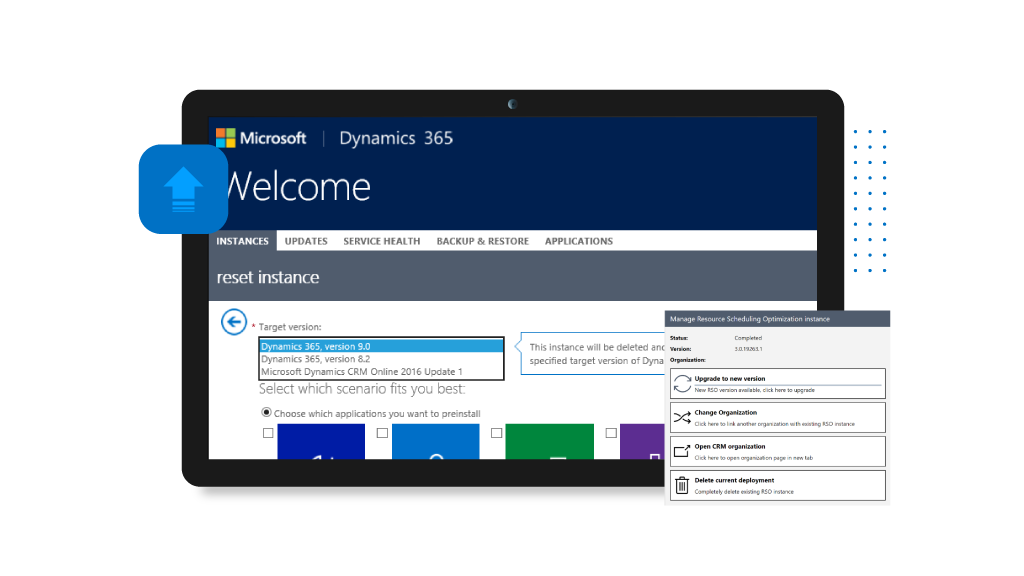 Microsoft | Dynamics 365
Welcome
INSTANCES UPDATES SERVICE HEALTH BACKUP & RESTORE APPLICATIONS
reset instance
* Target version:
Dynamics 365, version 9.0
Dynamics 365, version 8.2
Microsoft Dynamics CRM Online 2016 Update 1
This instance will be deleted and
specified target version of Dyna
Select which scenario fits you best:
Choose which applications you want to preinstall
Manage Resource Scheduling Optimization instance
Status: Completed
Version: 3.0.19263.1
Organization:
Upgrade to new version
New RSO version available, click here to upgrade
Change Organization
Click here to link another organization with existing RSO instance
Open CRM organization
Click here to open organization page in new tab
Delete current deployment
Completely delete existing RSO instance